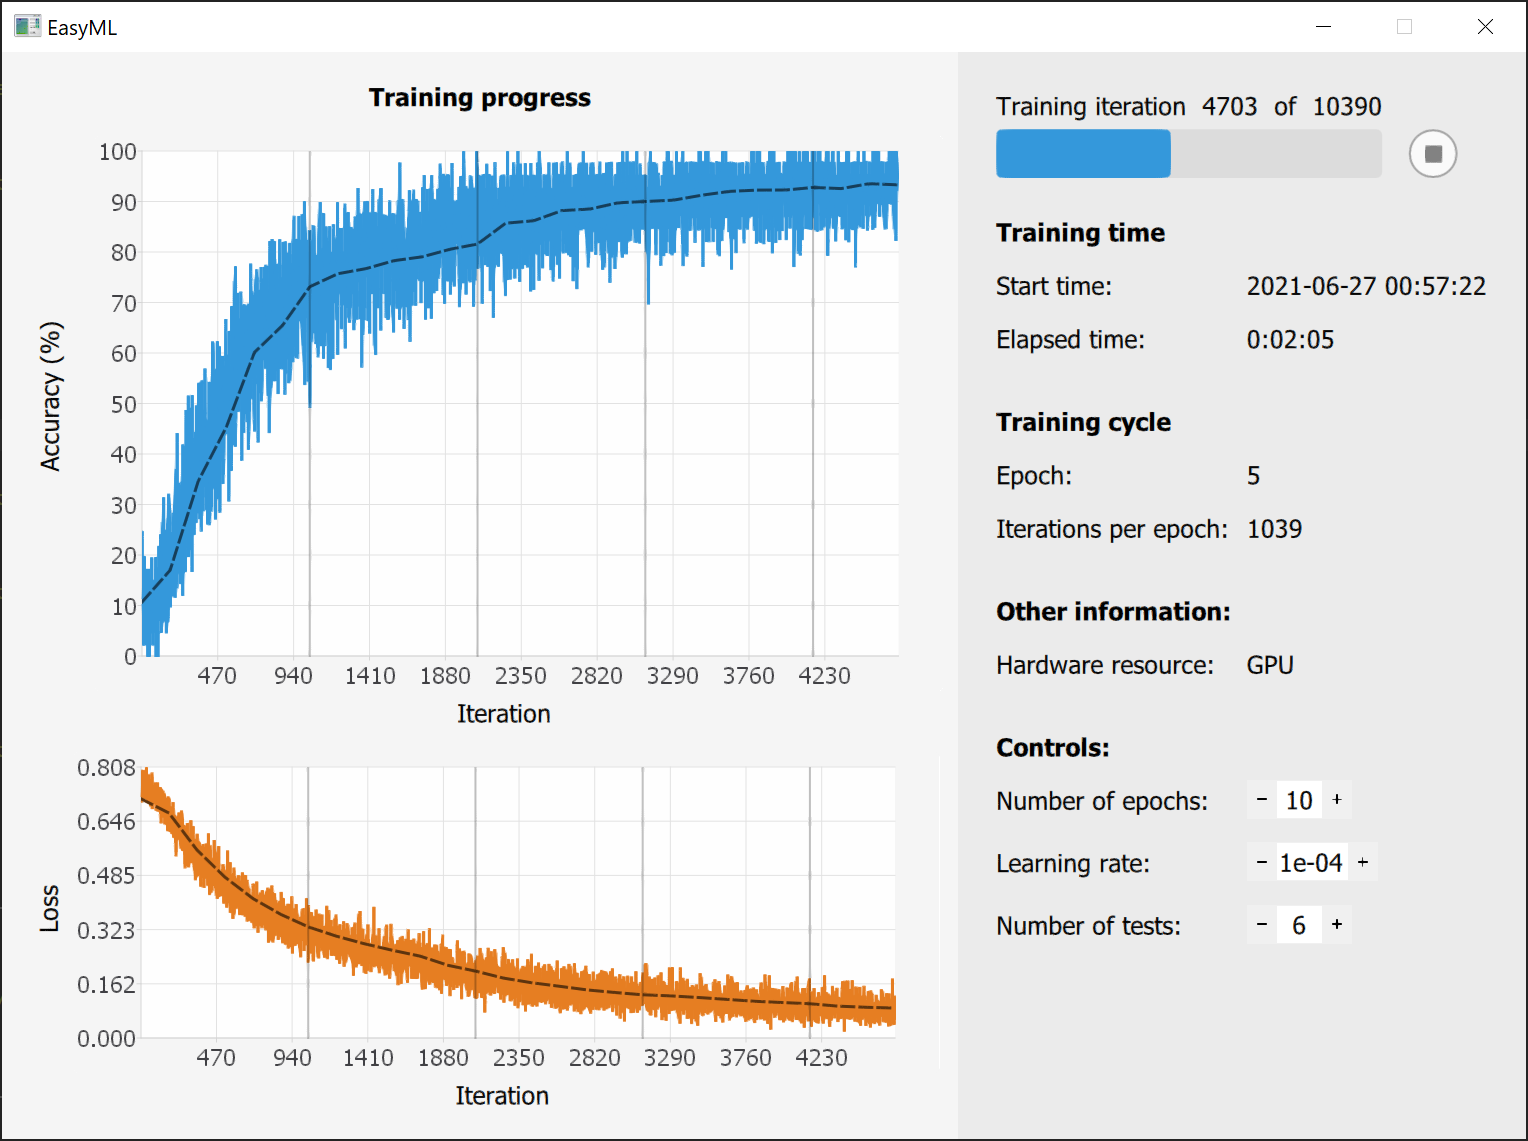 EasyML
Training progress
100
90
80
70
60
50
40
30
20
10
0
Accuracy (%)
470 940 1410 1880 2350 2820 3290 3760 4230
Iteration
0.808
0.646
0.485
0.323
0.162
0.000
Loss
470 940 1410 1880 2350 2820 3290 3760 4230
Iteration
Training iteration 4703 of 10390
Training time
Start time: 2021-06-27 00:57:22
Elapsed time: 0:02:05
Training cycle
Epoch: 5
Iterations per epoch: 1039
Other information:
Hardware resource: GPU
Controls:
Number of epochs: - 10 +
Learning rate: - 1e-04 +
Number of tests: - 6 +